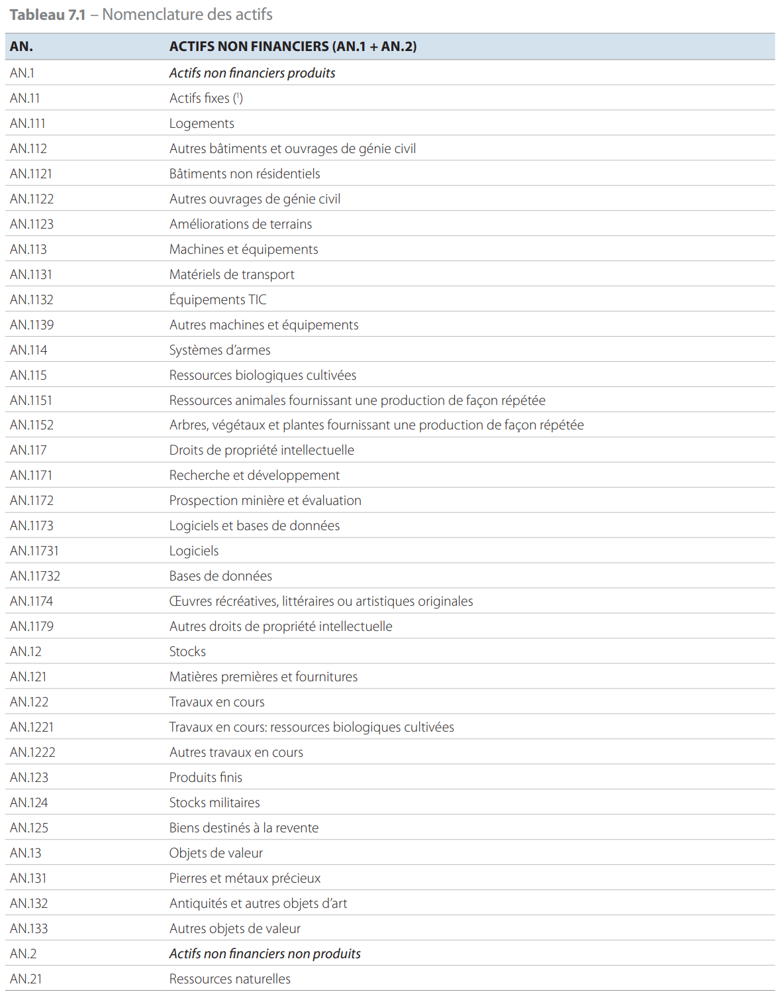 Tableau 7.1 – Nomenclature des actifs
AN. ACTIFS NON FINANCIERS (AN.1 + AN.2)
AN.1 Actifs non financiers produits
AN.11 Actifs fixes (¹)
AN.111 Logements
AN.112 Autres bâtiments et ouvrages de génie civil
AN.1121 Bâtiments non résidentiels
AN.1122 Autres ouvrages de génie civil
AN.1123 Améliorations de terrains
AN.113 Machines et équipements
AN.1131 Matériels de transport
AN.1132 Équipements TIC
AN.1139 Autres machines et équipements
AN.114 Systèmes d’armes
AN.115 Ressources biologiques cultivées
AN.1151 Ressources animales fournissant une production de façon répétée
AN.1152 Arbres, végétaux et plantes fournissant une production de façon répétée
AN.117 Droits de propriété intellectuelle
AN.1171 Recherche et développement
AN.1172 Prospection minière et évaluation
AN.1173 Logiciels et bases de données
AN.11731 Logiciels
AN.11732 Bases de données
AN.1174 Œuvres récréatives, littéraires ou artistiques originales
AN.1179 Autres droits de propriété intellectuelle
AN.12 Stocks
AN.121 Matières premières et fournitures
AN.122 Travaux en cours
AN.1221 Travaux en cours: ressources biologiques cultivées
AN.1222 Autres travaux en cours
AN.123 Produits finis
AN.124 Stocks militaires
AN.125 Biens destinés à la revente
AN.13 Objets de valeur
AN.131 Pierres et métaux précieux
AN.132 Antiquités et autres objets d’art
AN.133 Autres objets de valeur
AN.2 Actifs non financiers non produits
AN.21 Ressources naturelles